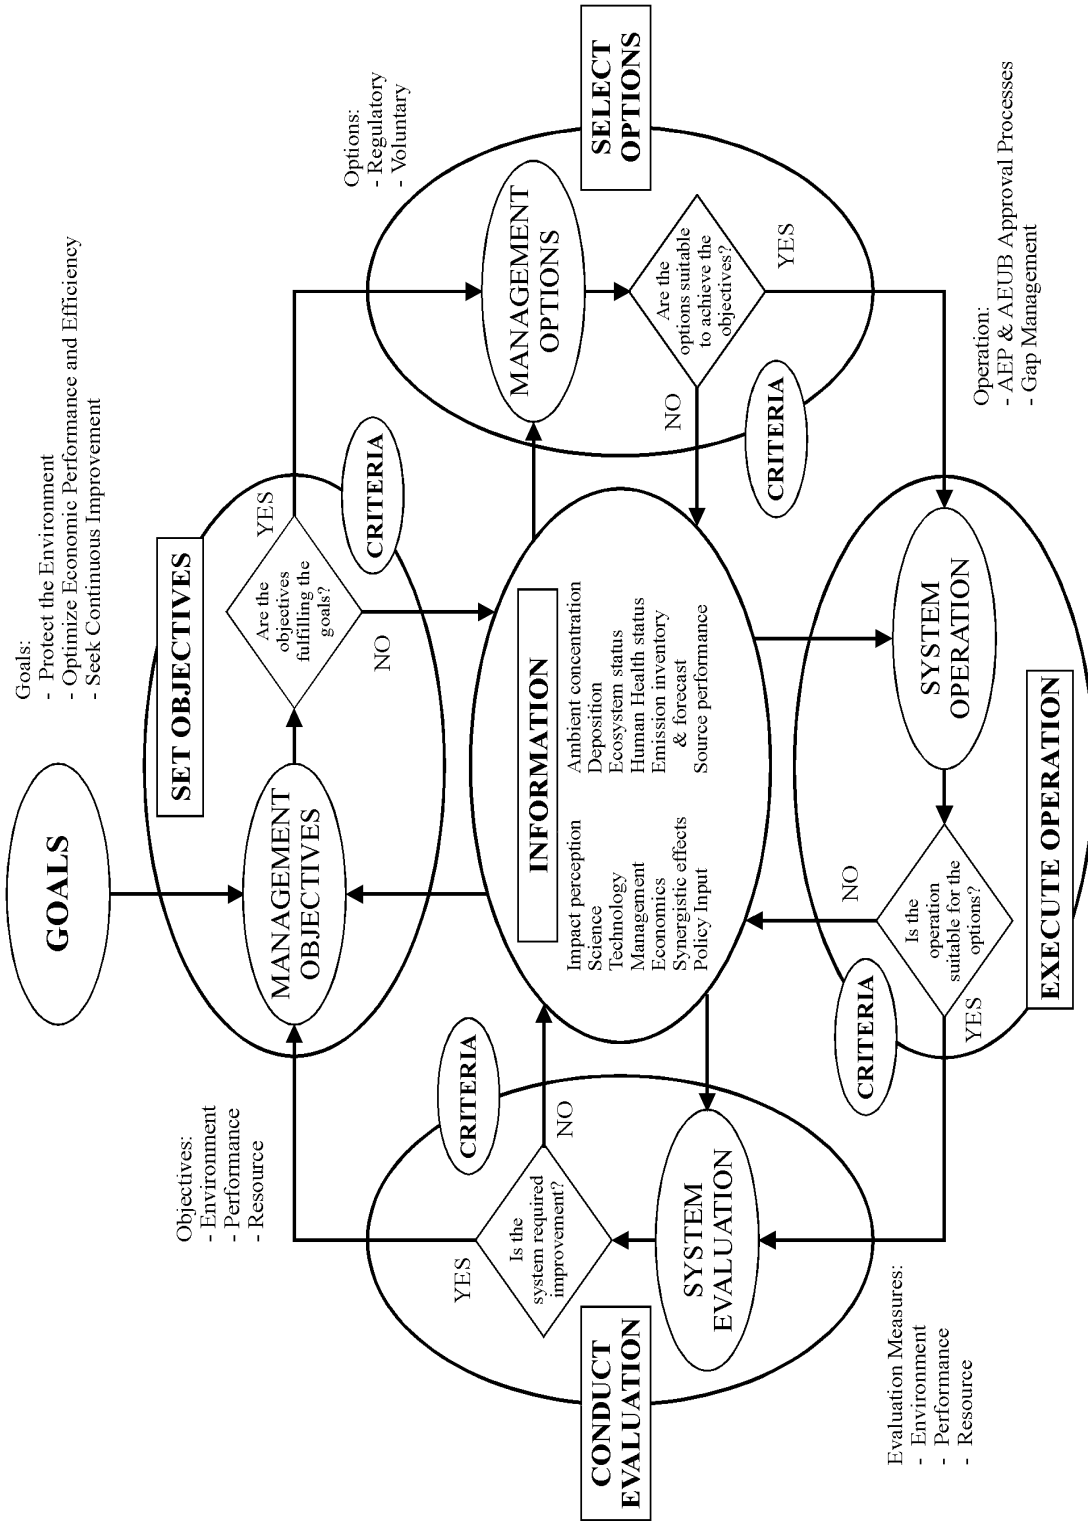 GOALS
Goals:
- Protect the Environment
- Optimize Economic Performance and Efficiency
- Seek Continuous Improvement
SET OBJECTIVES
MANAGEMENT
OBJECTIVES
Are the
objectives
fulfilling the
goals?
YES
NO
CRITERIA
Objectives:
- Environment
- Performance
- Resource
Options:
- Regulatory
- Voluntary
CONDUCT
EVALUATION
YES
Is the
system required
improvement?
NO
CRITERIA
SYSTEM
EVALUATION
INFORMATION
Impact perception
Science
Technology
Management
Economics
Synergistic effects
Policy Input
Ambient concentration
Deposition
Ecosystem status
Human Health status
Emission inventory
& forecast
Source performance
SELECT
OPTIONS
MANAGEMENT
OPTIONS
Are the
options suitable
to achieve the
objectives?
NO
YES
CRITERIA
Evaluation Measures:
- Environment
- Performance
- Resource
CRITERIA
YES
Is the
operation
suitable for the
options?
NO
SYSTEM
OPERATION
EXECUTE OPERATION
Operation:
- AEP & AEUB Approval Processes
- Gap Management